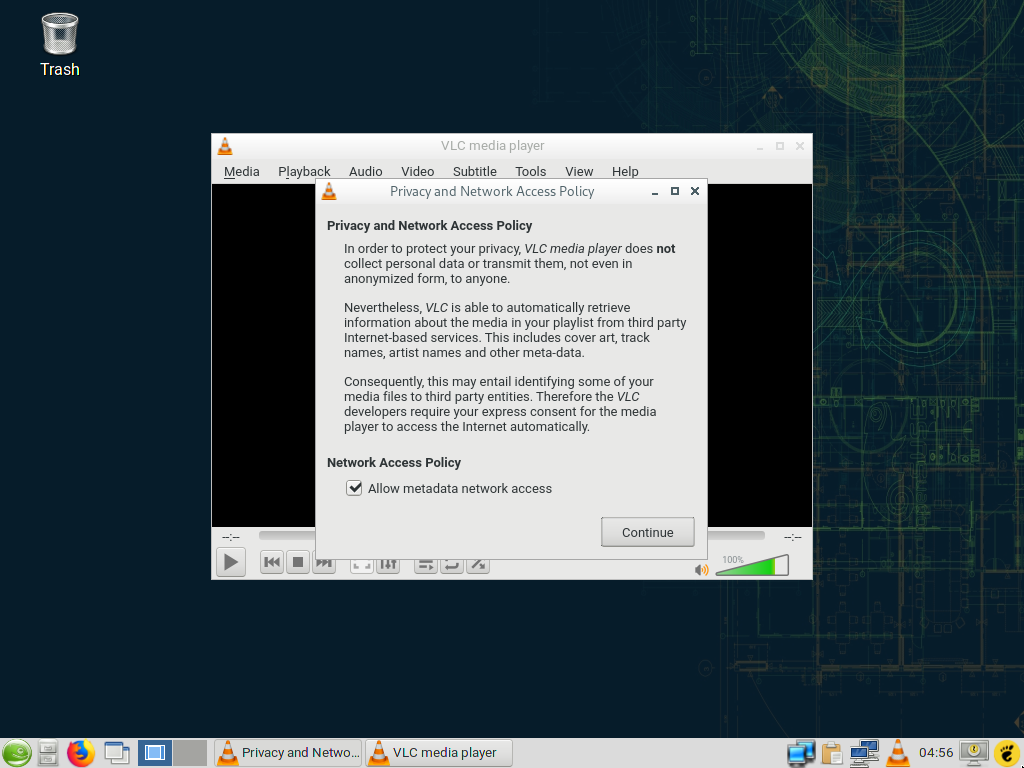 Trash
VLC media player
Media Playback Audio Video Subtitle Tools View Help
Privacy and Network Access Policy
Privacy and Network Access Policy
In order to protect your privacy, VLC media player does not
collect personal data or transmit them, not even in
anonymized form, to anyone.
Nevertheless, VLC is able to automatically retrieve
information about the media in your playlist from third party
Internet-based services. This includes cover art, track
names, artist names and other meta-data.
Consequently, this may entail identifying some of your
media files to third party entities. Therefore the VLC
developers require your express consent for the media
player to access the Internet automatically.
Network Access Policy
Allow metadata network access
Continue
--:-- --:--
100%
Privacy and Netwo... VLC media player 04:56